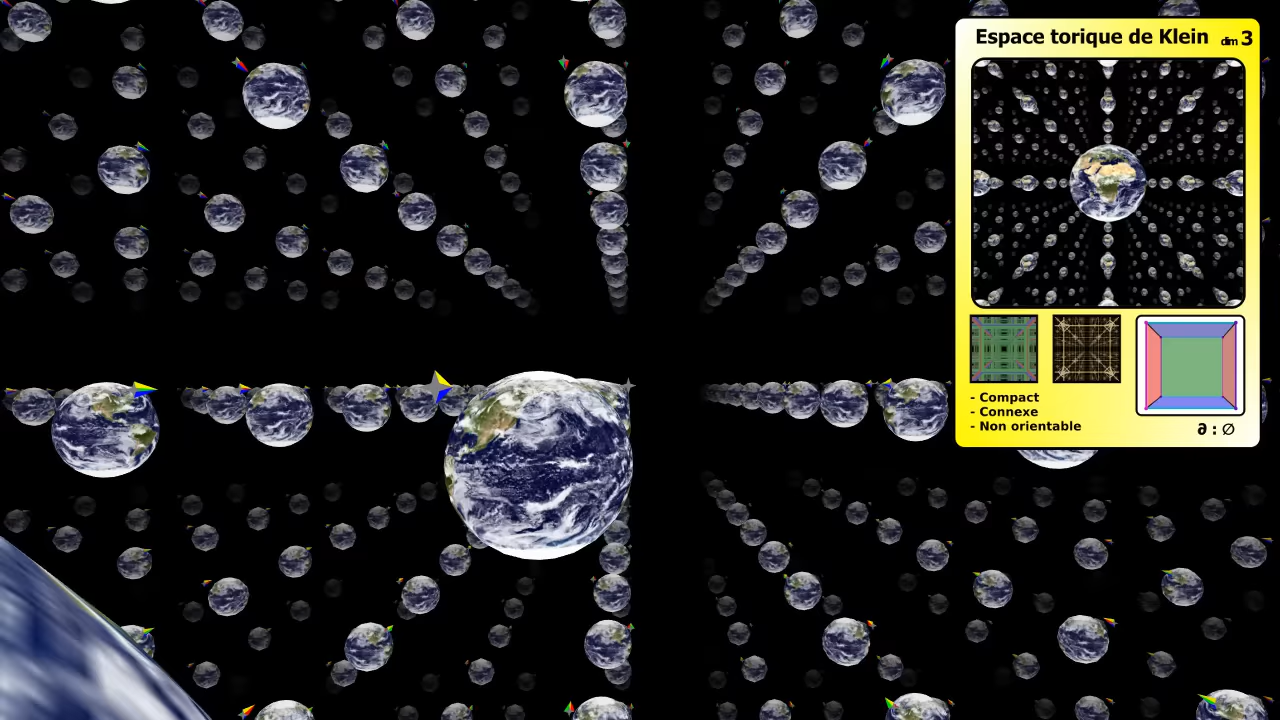 Espace torique de Klein dim 3
- Compact
- Connexe
- Non orientable
∂ : ∅